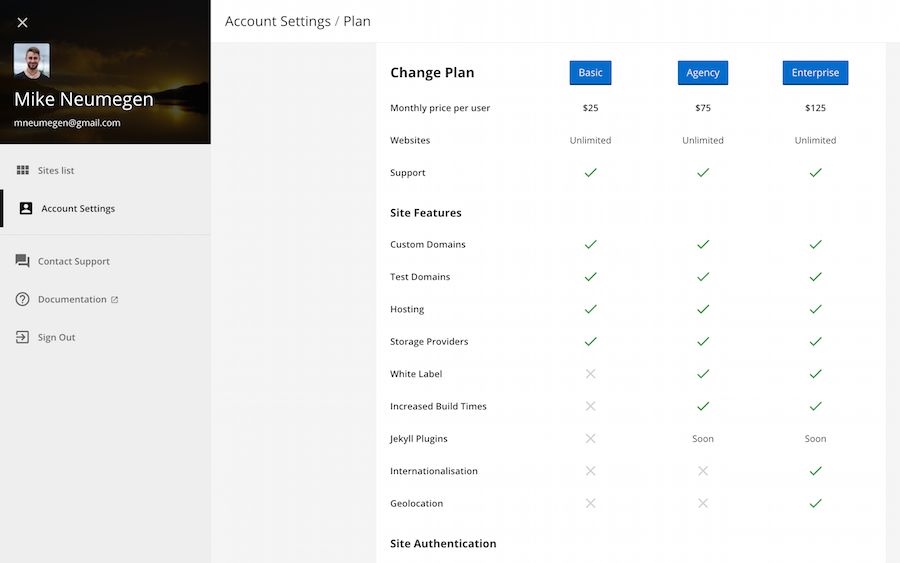 Account Settings / Plan
Mike Neumegen
mneumegen@gmail.com
Sites list
Account Settings
Contact Support
Documentation
Sign Out
Change Plan Basic Agency Enterprise
Monthly price per user $25 $75 $125
Websites Unlimited Unlimited Unlimited
Support
Site Features
Custom Domains
Test Domains
Hosting
Storage Providers
White Label
Increased Build Times
Jekyll Plugins Soon Soon
Internationalisation
Geolocation
Site Authentication